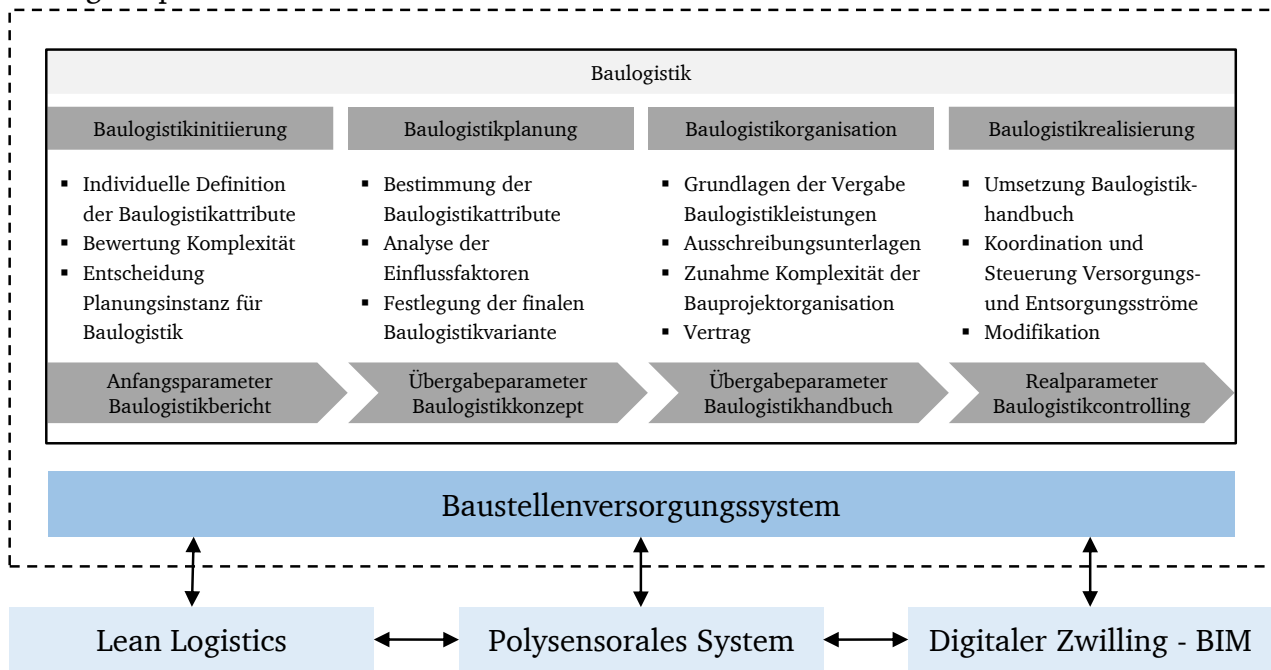 Baulogistik
Baulogistikinitiierung
Baulogistikplanung
Baulogistikorganisation
Baulogistikrealisierung
▪ Individuelle Definition
der Baulogistikattribute
▪ Bewertung Komplexität
▪ Entscheidung
Planungsinstanz für
Baulogistik
▪ Bestimmung der
Baulogistikattribute
▪ Analyse der
Einflussfaktoren
▪ Festlegung der finalen
Baulogistikvariante
▪ Grundlagen der Vergabe
Baulogistikleistungen
▪ Ausschreibungsunterlagen
▪ Zunahme Komplexität der
Bauprojektorganisation
▪ Vertrag
▪ Umsetzung Baulogistik-
handbuch
▪ Koordination und
Steuerung Versorgungs-
und Entsorgungsströme
▪ Modifikation
Anfangsparameter
Baulogistikbericht
Übergabeparameter
Baulogistikkonzept
Übergabeparameter
Baulogistikhandbuch
Realparameter
Baulogistikcontrolling
Baustellenversorgungssystem
Lean Logistics
Polysensorales System
Digitaler Zwilling - BIM